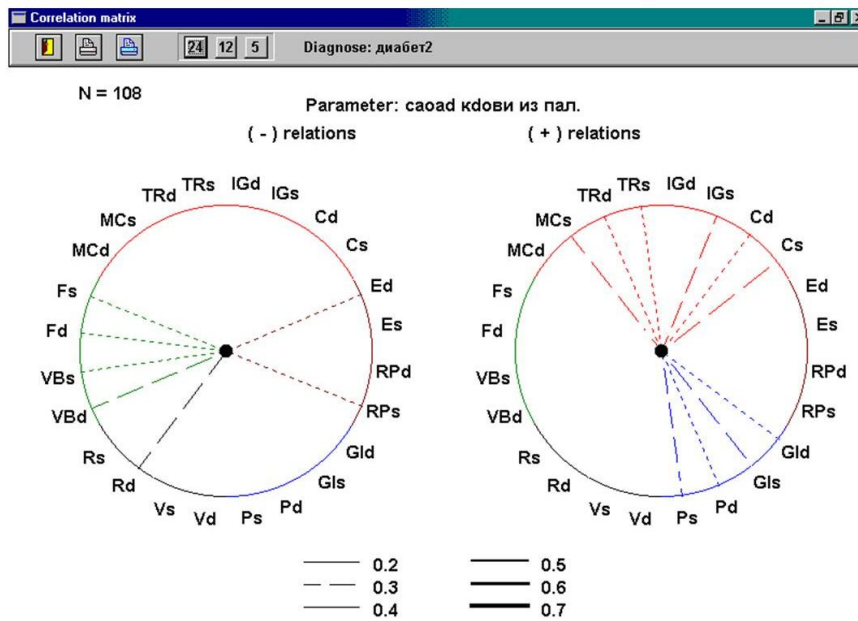 Correlation matrix
24 12 5 Diagnose: диабет2
N = 108
Parameter: caoad кdови из пал.
( - ) relations ( + ) relations
TRd TRs IGd IGs
MCs Cd
MCd Cs
Fs Ed
Fd Es
VBs RPd
VBd RPs
Rs Gld
Rd Gls
Vs Vd Ps Pd
TRd TRs IGd IGs
MCs Cd
MCd Cs
Fs Ed
Fd Es
VBs RPd
VBd RPs
Rs Gld
Rd Gls
Vs Vd Ps Pd
0.2 0.5
0.3 0.6
0.4 0.7